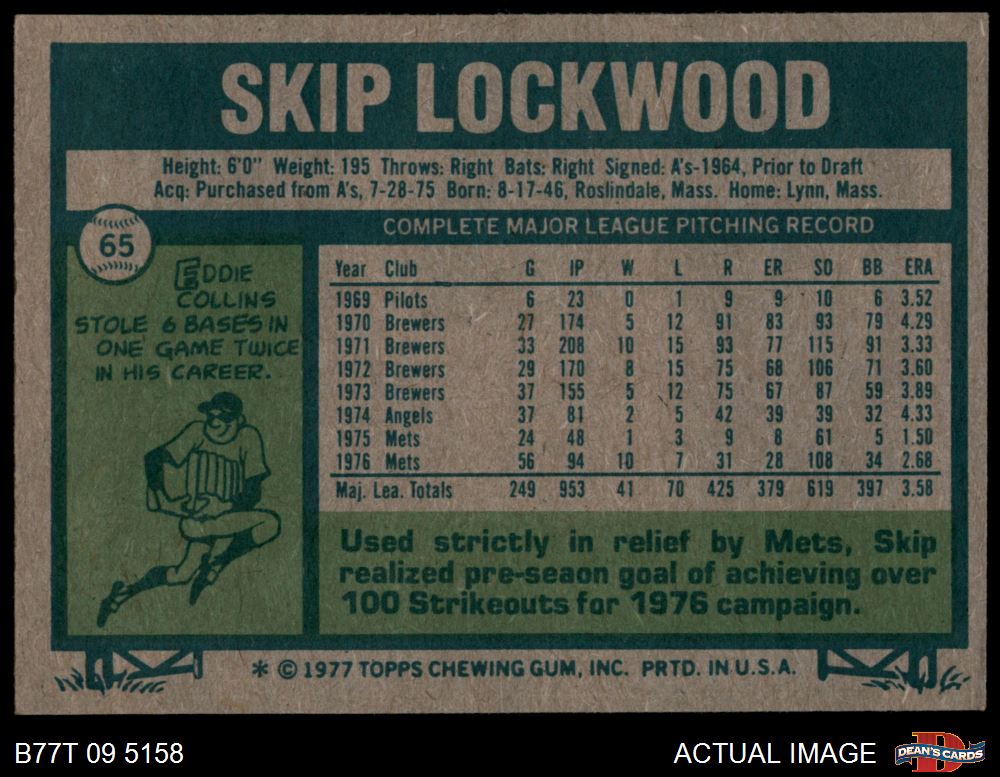 SKIP LOCKWOOD
Height: 6'0" Weight: 195 Throws: Right Bats: Right Signed: A's-1964, Prior to Draft
Acq: Purchased from A's, 7-28-75 Born: 8-17-46, Roslindale, Mass. Home: Lynn, Mass.
65
EDDIE
COLLINS
STOLE 6 BASES IN
ONE GAME TWICE
IN HIS CAREER.
COMPLETE MAJOR LEAGUE PITCHING RECORD
Year Club G IP W L R ER SO BB ERA
1969 Pilots 6 23 0 1 9 9 10 6 3.52
1970 Brewers 27 174 5 12 91 83 93 79 4.29
1971 Brewers 33 208 10 15 93 77 115 91 3.33
1972 Brewers 29 170 8 15 75 68 106 71 3.60
1973 Brewers 37 155 5 12 75 67 87 59 3.89
1974 Angels 37 81 2 5 42 39 39 32 4.33
1975 Mets 24 48 1 3 9 8 61 5 1.50
1976 Mets 56 94 10 7 31 28 108 34 2.68
Maj. Lea. Totals 249 953 41 70 425 379 619 397 3.58
Used strictly in relief by Mets, Skip
realized pre-seaon goal of achieving over
100 Strikeouts for 1976 campaign.
* © 1977 TOPPS CHEWING GUM, INC. PRTD. IN U.S.A.
B77T 09 5158
ACTUAL IMAGE
D
DEAN'S CARDS